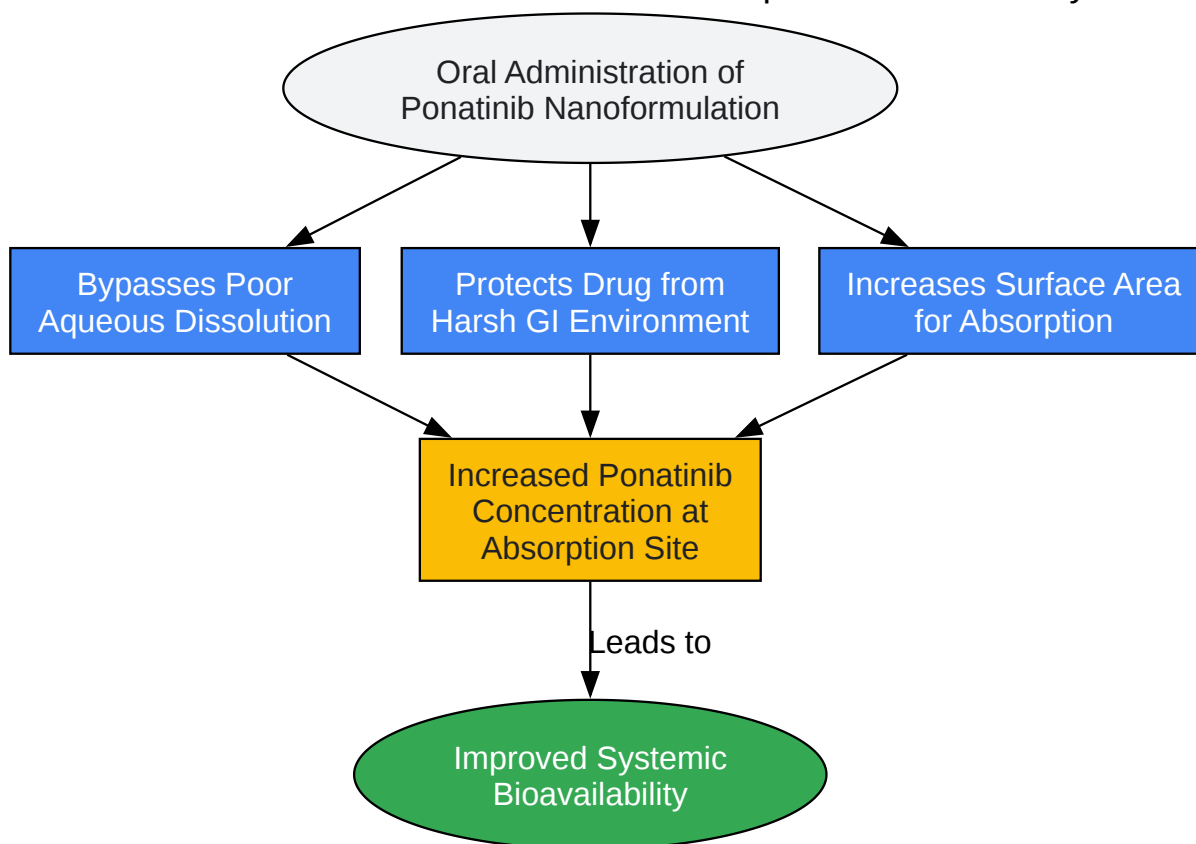 Oral Administration of
Ponatinib Nanoformulation
Bypasses Poor
Aqueous Dissolution
Protects Drug from
Harsh GI Environment
Increases Surface Area
for Absorption
Increased Ponatinib
Concentration at
Absorption Site
Leads to
Improved Systemic
Bioavailability